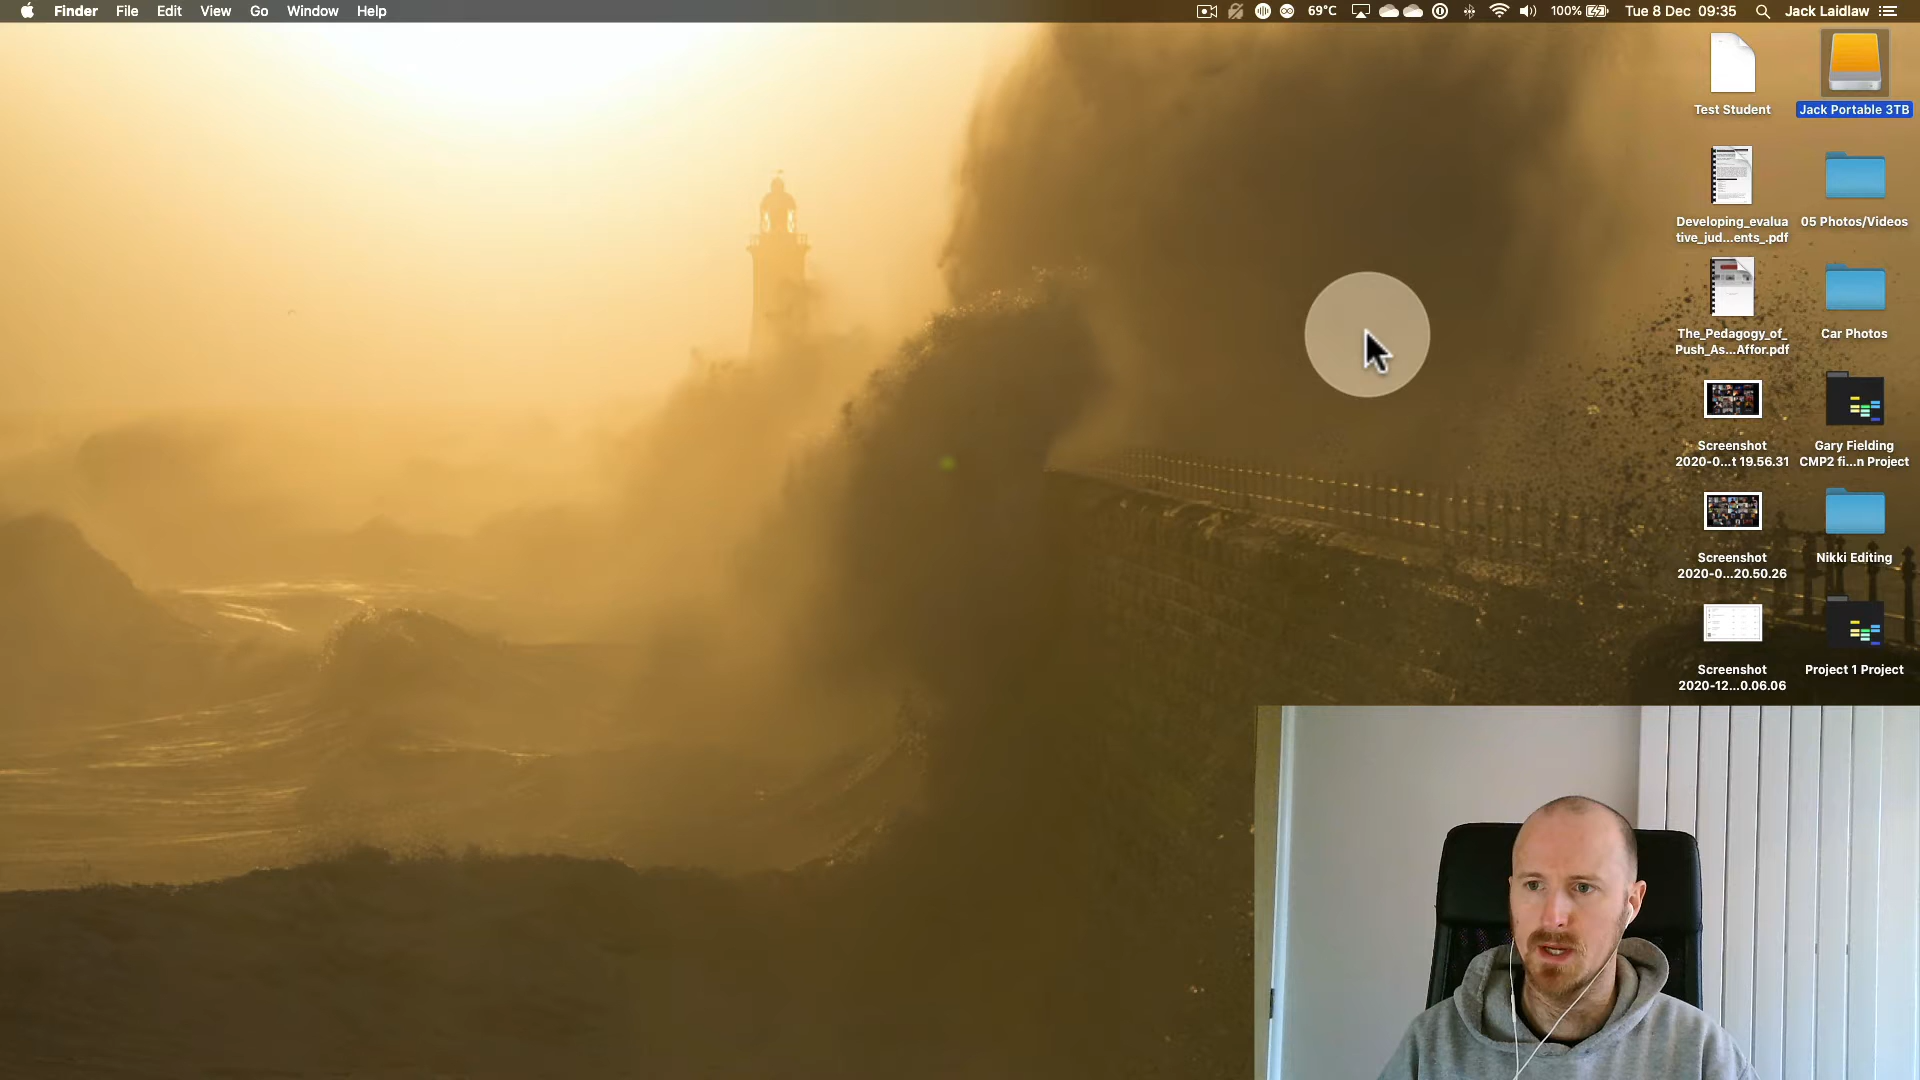 Finder File Edit View Go Window Help
69°C 100% Tue 8 Dec 09:35 Jack Laidlaw
Test Student
Jack Portable 3TB
Developing_evalua
tive_jud...ents_.pdf
05 Photos/Videos
The_Pedagogy_of_
Push_As...Affor.pdf
Car Photos
Screenshot
2020-0...t 19.56.31
Gary Fielding
CMP2 fi...n Project
Screenshot
2020-0...20.50.26
Nikki Editing
Screenshot
2020-12...0.06.06
Project 1 Project